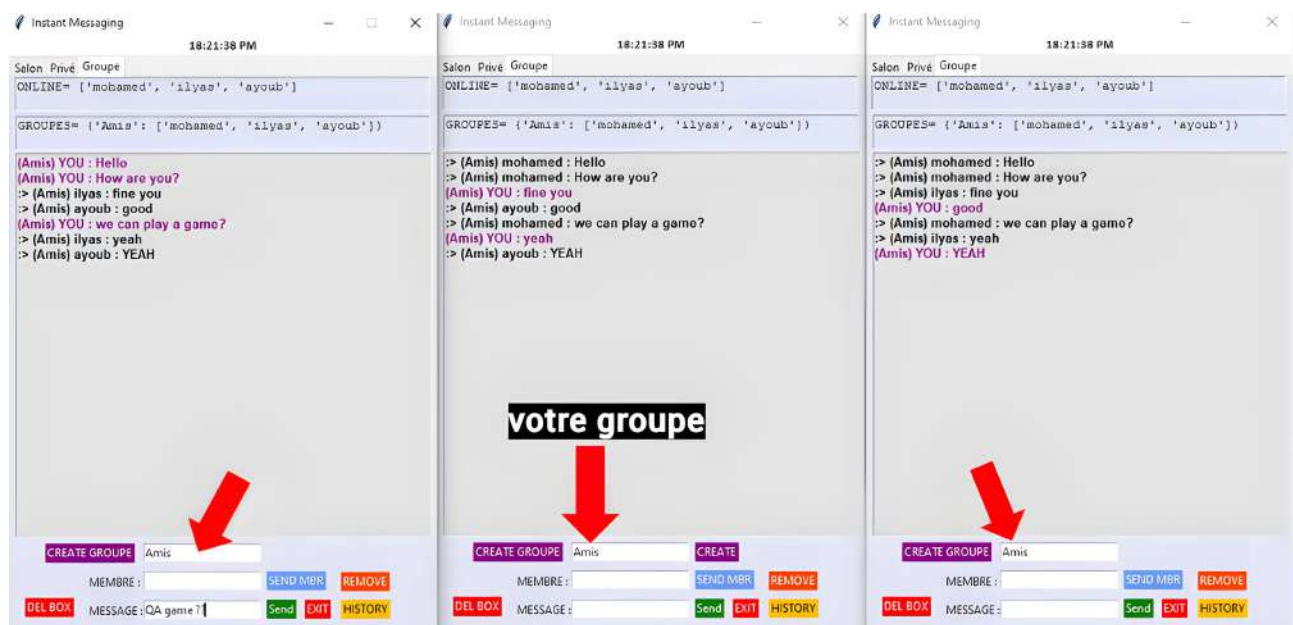 Instant Messaging
18:21:38 PM
Salon Privé Groupe
ONLINE= ['mohamed', 'ilyas', 'ayoub']
GROUPES= {'Amis': ['mohamed', 'ilyas', 'ayoub']}
(Amis) YOU : Hello
(Amis) YOU : How are you?
:> (Amis) ilyas : fine you
:> (Amis) ayoub : good
(Amis) YOU : we can play a game?
:> (Amis) ilyas : yeah
:> (Amis) ayoub : YEAH
CREATE GROUPE Amis
MEMBRE : SEND MBR REMOVE
DEL BOX MESSAGE : QA game ?! Send EXIT HISTORY
Instant Messaging
18:21:38 PM
Salon Privé Groupe
ONLINE= ['mohamed', 'ilyas', 'ayoub']
GROUPES= {'Amis': ['mohamed', 'ilyas', 'ayoub']}
:> (Amis) mohamed : Hello
:> (Amis) mohamed : How are you?
(Amis) YOU : fine you
:> (Amis) ayoub : good
:> (Amis) mohamed : we can play a game?
(Amis) YOU : yeah
:> (Amis) ayoub : YEAH
votre groupe
CREATE GROUPE Amis CREATE
MEMBRE : SEND MBR REMOVE
DEL BOX MESSAGE : Send EXIT HISTORY
Instant Messaging
18:21:38 PM
Salon Privé Groupe
ONLINE= ['mohamed', 'ilyas', 'ayoub']
GROUPES= {'Amis': ['mohamed', 'ilyas', 'ayoub']}
:> (Amis) mohamed : Hello
:> (Amis) mohamed : How are you?
:> (Amis) ilyas : fine you
(Amis) YOU : good
:> (Amis) mohamed : we can play a game?
:> (Amis) ilyas : yeah
(Amis) YOU : YEAH
CREATE GROUPE Amis
MEMBRE : SEND MBR REMOVE
DEL BOX MESSAGE : Send EXIT HISTORY